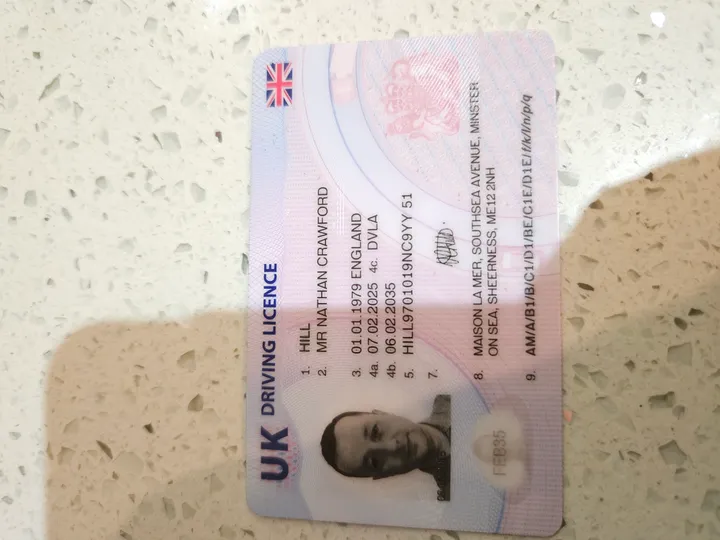 UK DRIVING LICENCE
1. HILL
2. MR NATHAN CRAWFORD
3. 01.01.1979 ENGLAND
4a. 07.02.2025 4c. DVLA
4b. 06.02.2035
5. HILL9701019NC9YY 51
7.
8. MAISON LA MER, SOUTHSEA AVENUE, MINSTER
ON SEA, SHEERNESS, ME12 2NH
9. AM/A/B1/B/C1/D1/BE/C1E/D1E/f/k/l/n/p/q
FEB35